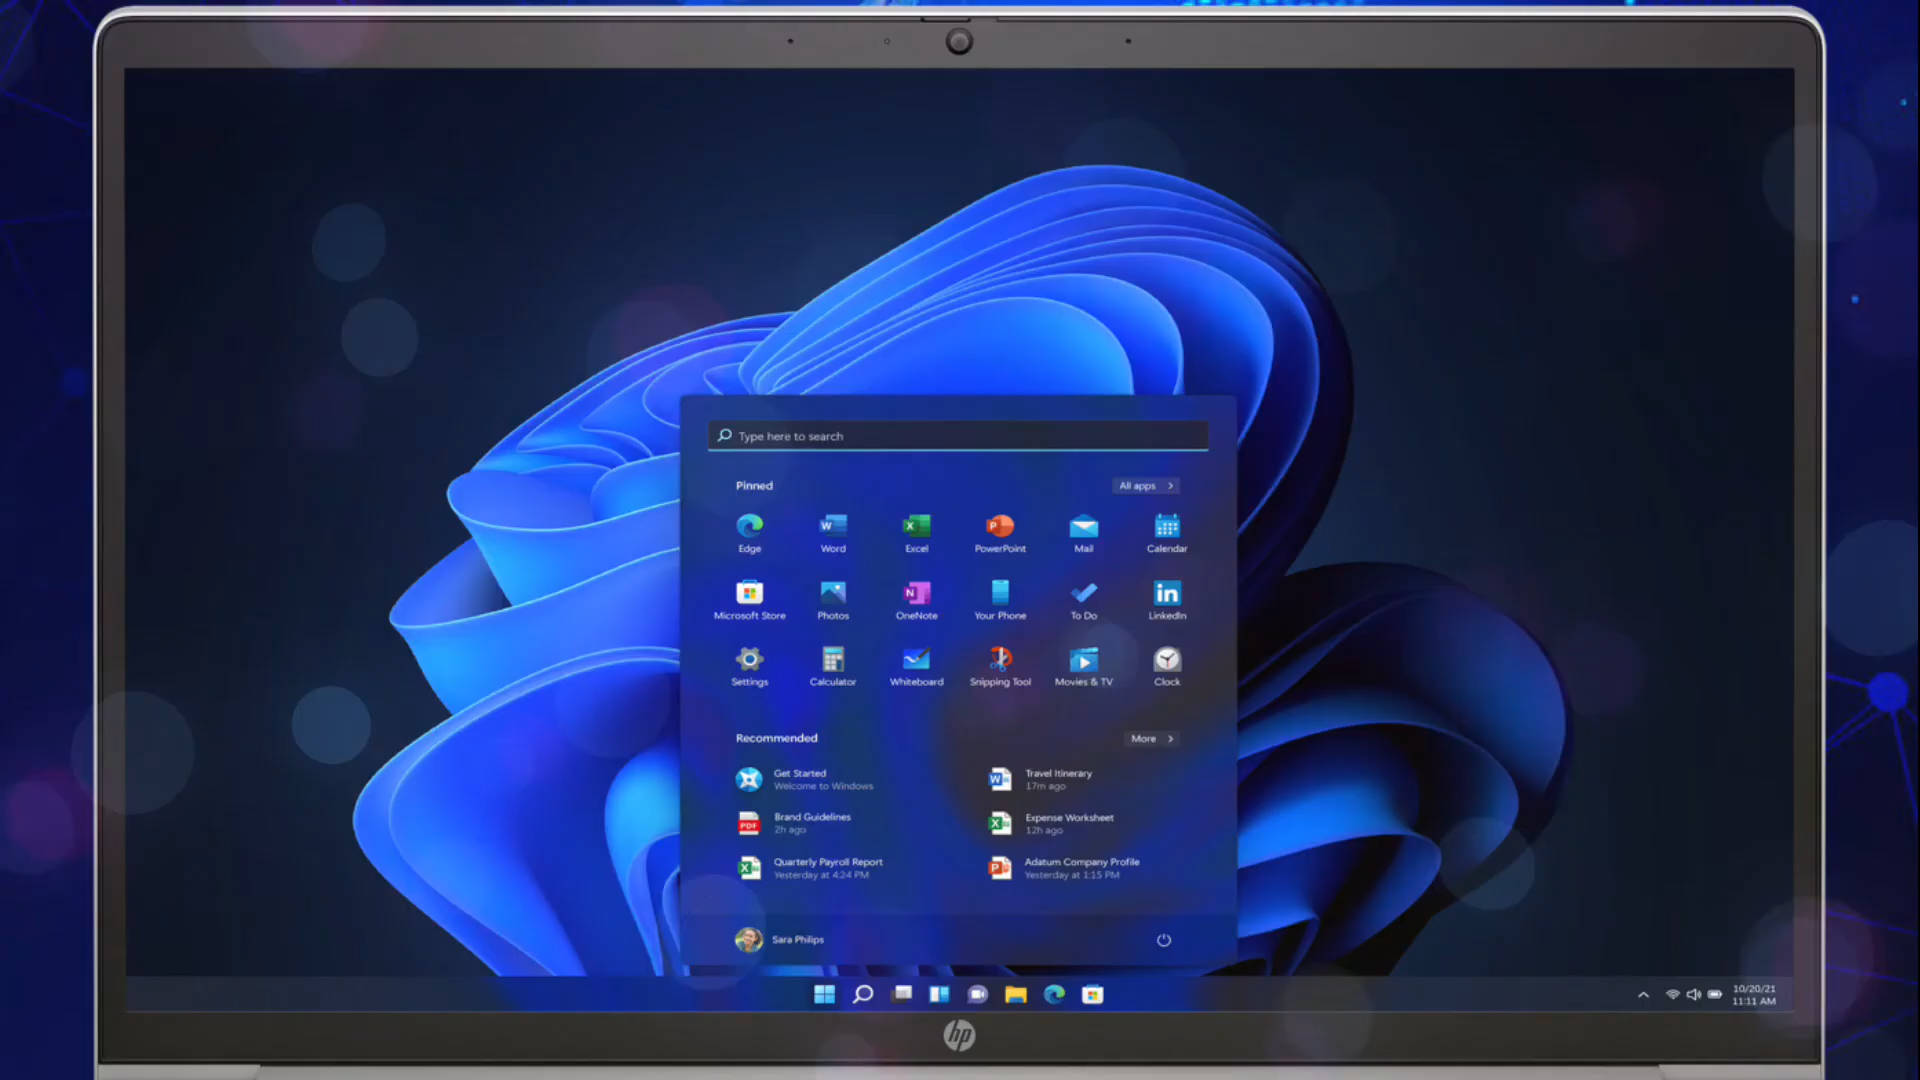 Type here to search
Pinned
All apps
Edge
Word
Excel
PowerPoint
Mail
Calendar
Microsoft Store
Photos
OneNote
Your Phone
To Do
LinkedIn
Settings
Calculator
Whiteboard
Snipping Tool
Movies & TV
Clock
Recommended
More
Get Started
Welcome to Windows
Travel Itinerary
17m ago
Brand Guidelines
2h ago
Expense Worksheet
12h ago
Quarterly Payroll Report
Yesterday at 4:24 PM
Adatum Company Profile
Yesterday at 1:15 PM
Sara Philips
10/20/21
11:11 AM
hp